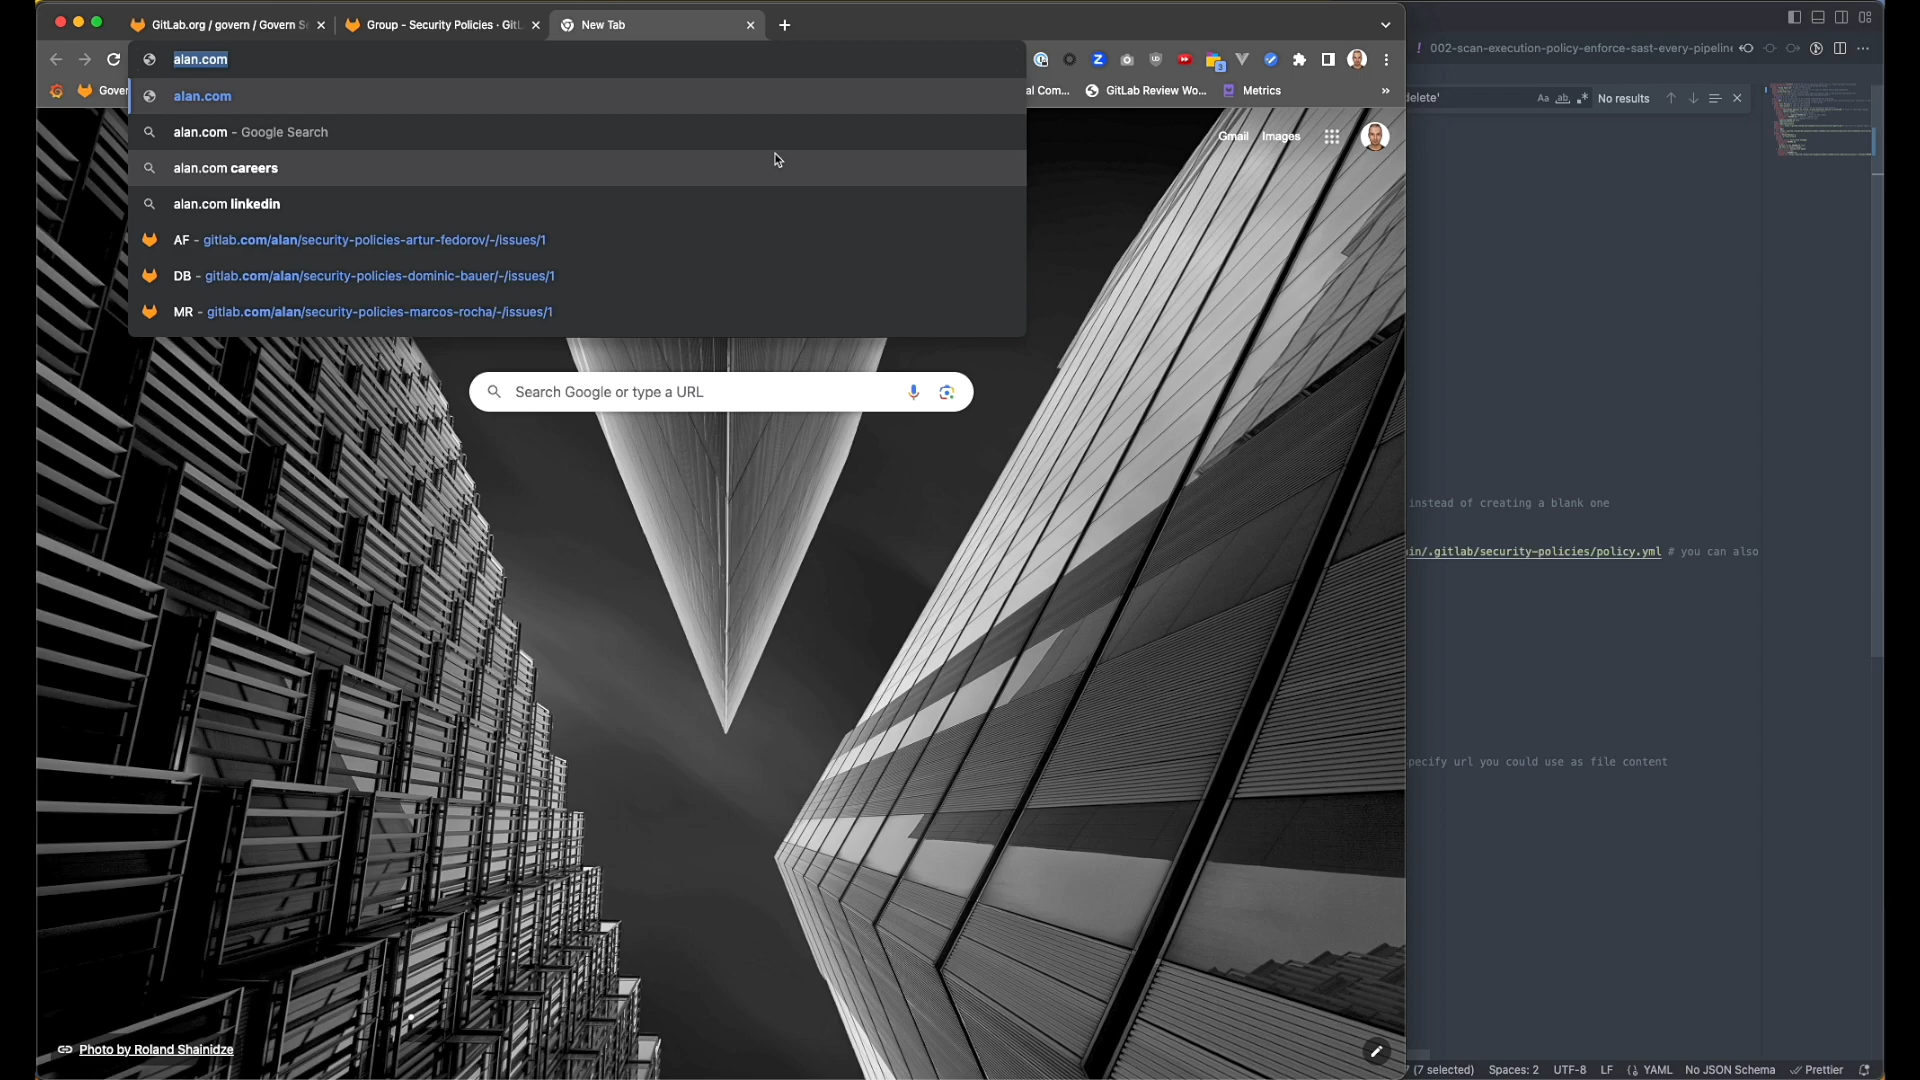 GitLab.org / govern / Govern S
Group - Security Policies · GitL
New Tab
002-scan-execution-policy-enforce-sast-every-pipeline
alan.com
Gover
al Com...
GitLab Review Wo...
Metrics
»
alan.com
alan.com - Google Search
alan.com careers
alan.com linkedin
AF - gitlab.com/alan/security-policies-artur-fedorov/-/issues/1
DB - gitlab.com/alan/security-policies-dominic-bauer/-/issues/1
MR - gitlab.com/alan/security-policies-marcos-rocha/-/issues/1
delete'
Aa ab .*
No results
Gmail
Images
Search Google or type a URL
instead of creating a blank one
in/.gitlab/security-policies/policy.yml # you can also
pecify url you could use as file content
Photo by Roland Shainidze
(7 selected)
Spaces: 2
UTF-8
LF
YAML
No JSON Schema
Prettier